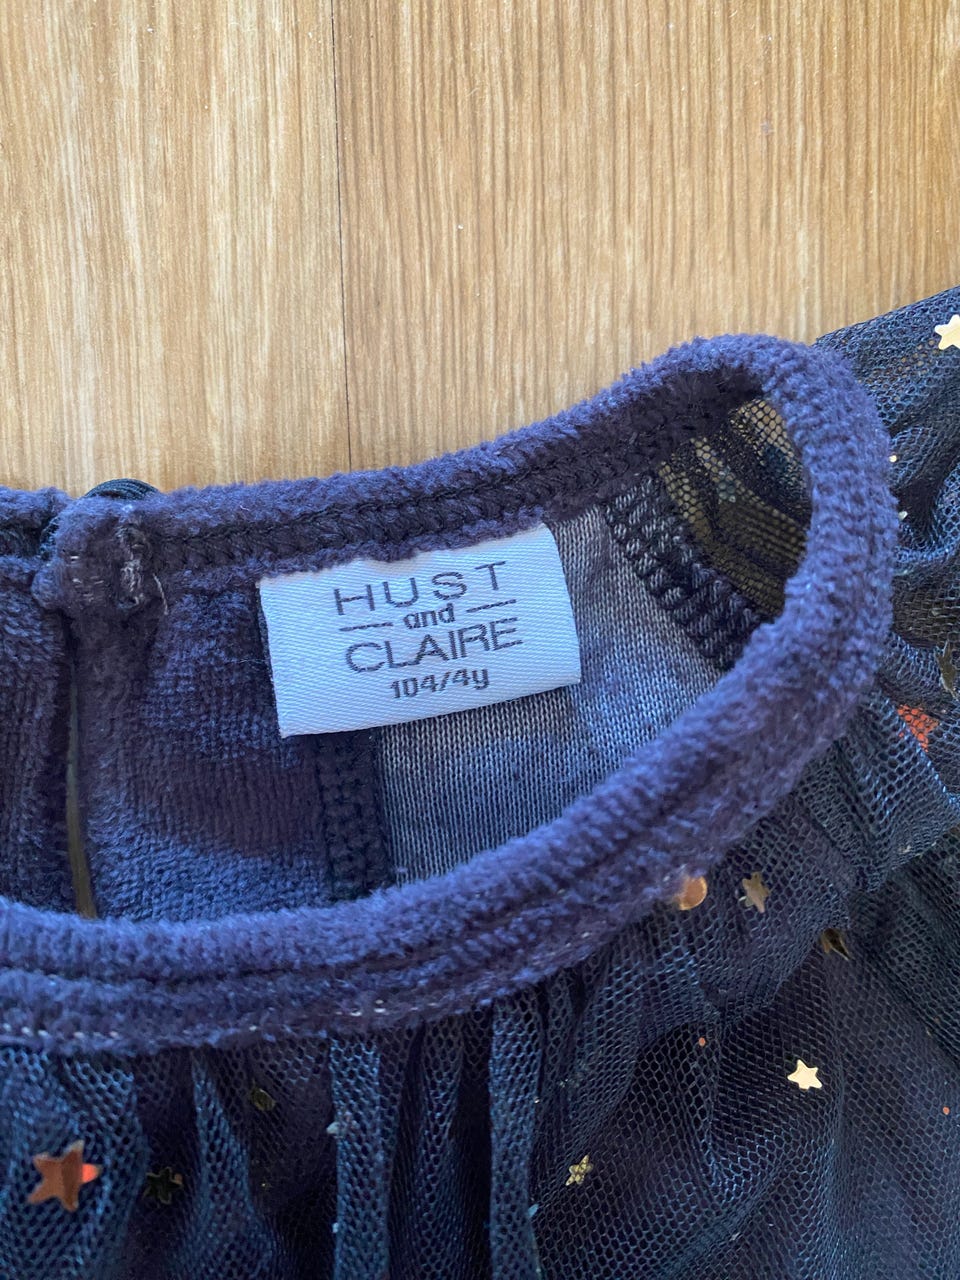 HUST
and
CLAIRE
104/4y